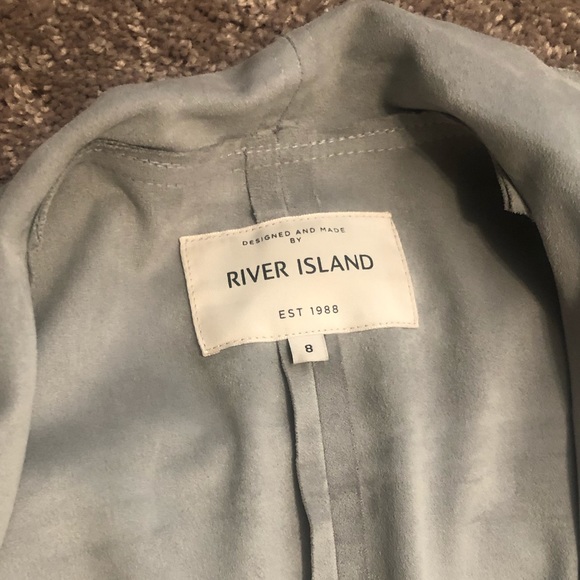 DESIGNED AND MADE
BY
RIVER ISLAND
EST 1988
8